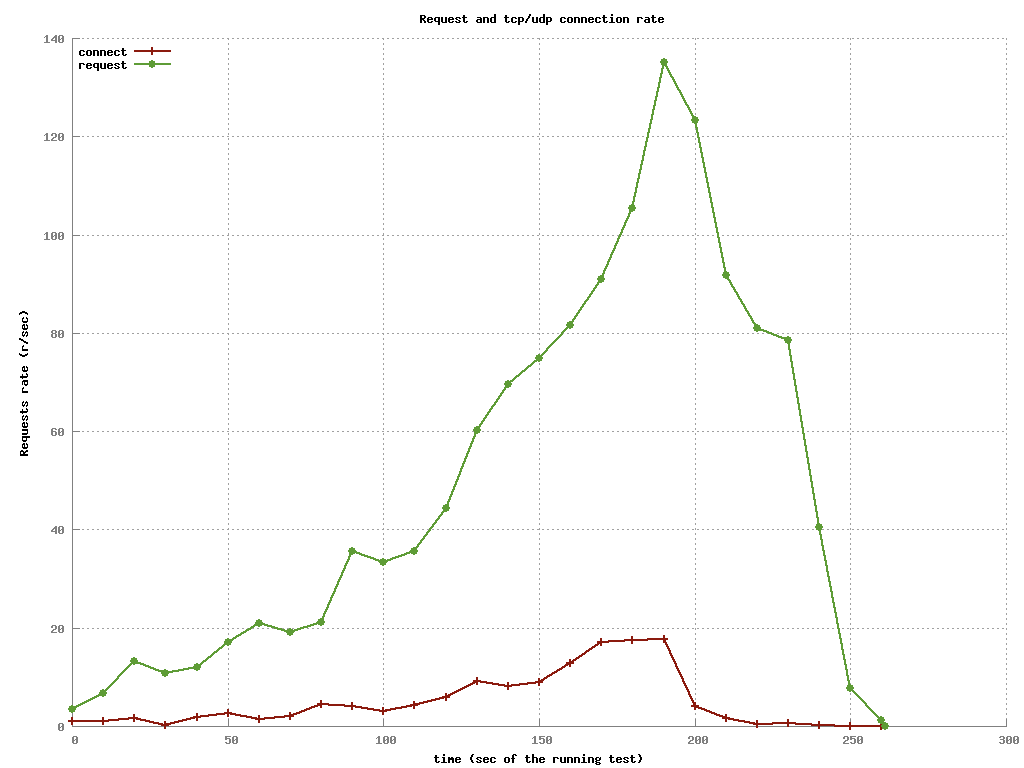 Request and tcp/udp connection rate
connect
request
140
120
100
80
60
40
20
0
Requests rate (r/sec)
0 50 100 150 200 250 300
time (sec of the running test)